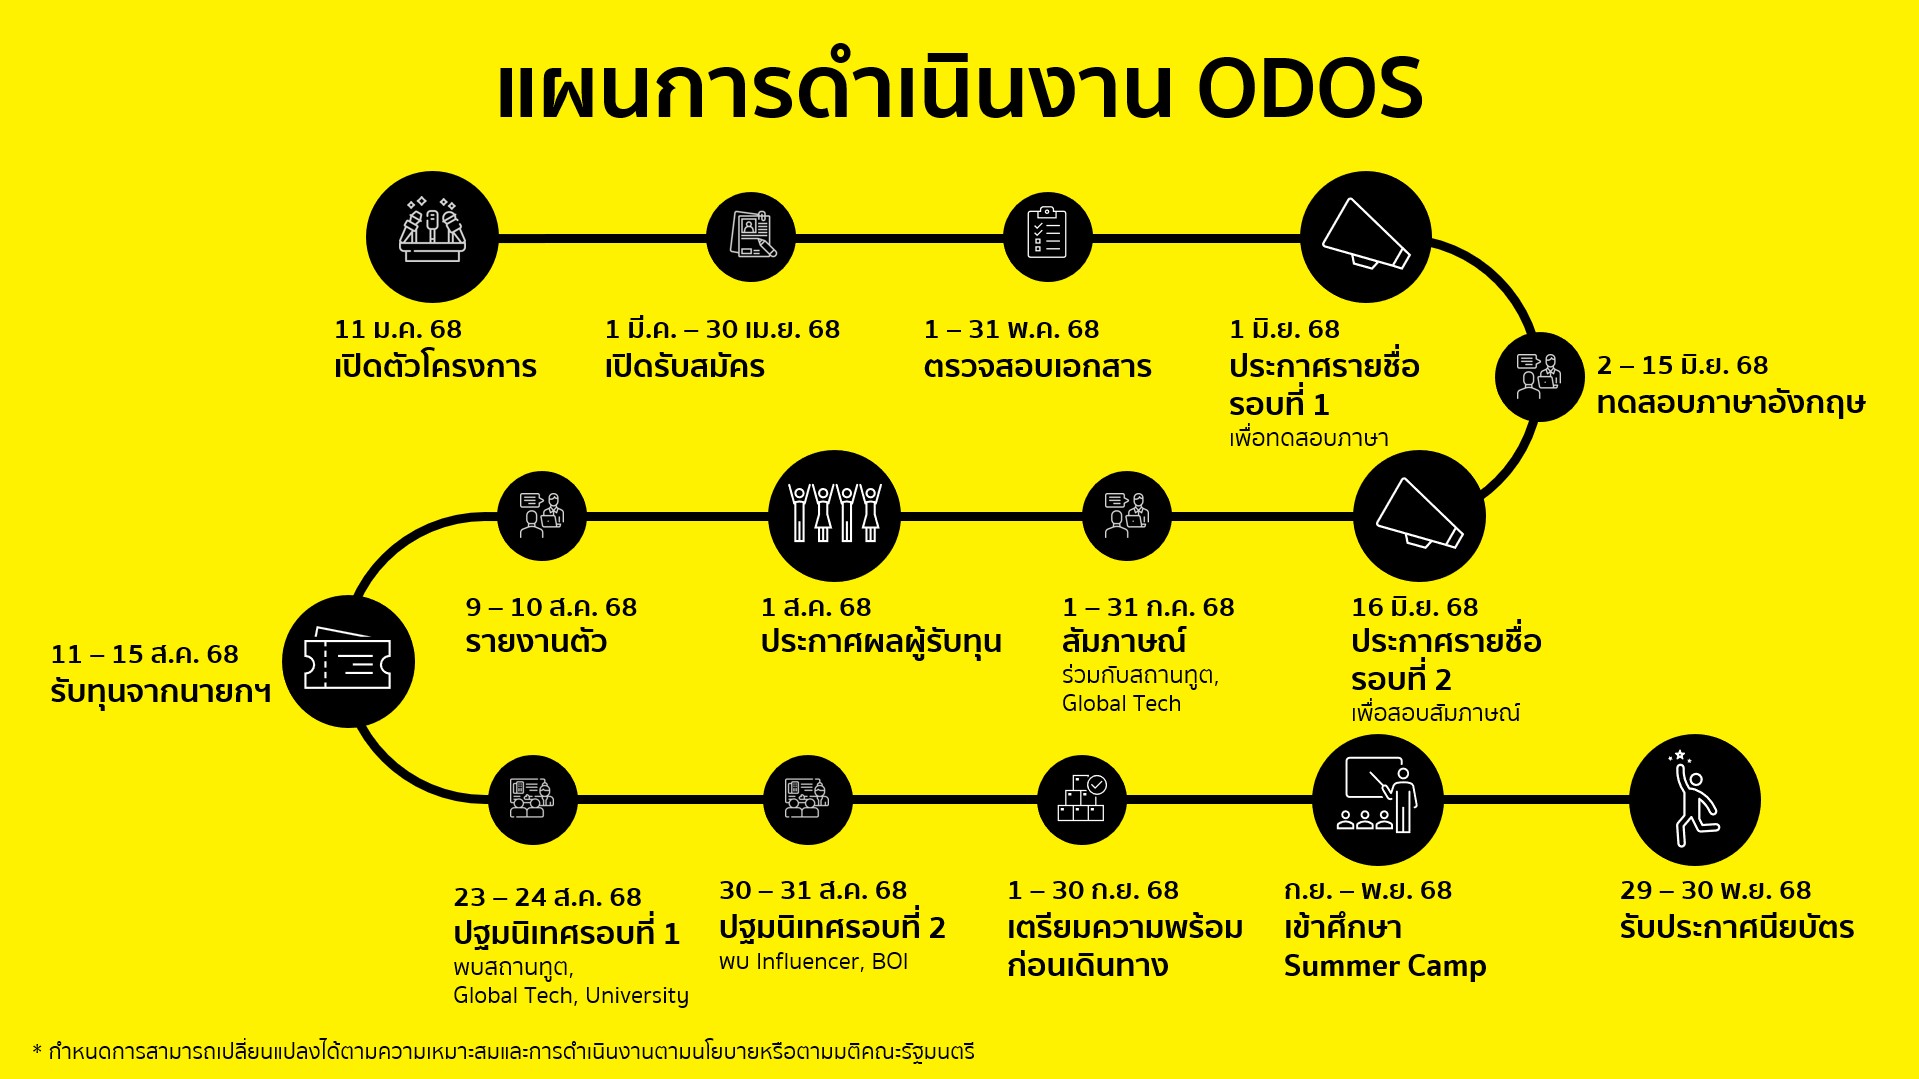 แผนการดำเนินงาน ODOS
11 ม.ค. 68
เปิดตัวโครงการ
1 มี.ค. – 30 เม.ย. 68
เปิดรับสมัคร
1 – 31 พ.ค. 68
ตรวจสอบเอกสาร
1 มิ.ย. 68
ประกาศรายชื่อ
รอบที่ 1
เพื่อทดสอบภาษา
2 – 15 มิ.ย. 68
ทดสอบภาษาอังกฤษ
16 มิ.ย. 68
ประกาศรายชื่อ
รอบที่ 2
เพื่อสอบสัมภาษณ์
1 – 31 ก.ค. 68
สัมภาษณ์
ร่วมกับสถานทูต,
Global Tech
1 ส.ค. 68
ประกาศผลผู้รับทุน
9 – 10 ส.ค. 68
รายงานตัว
11 – 15 ส.ค. 68
รับทุนจากนายกฯ
23 – 24 ส.ค. 68
ปฐมนิเทศรอบที่ 1
พบสถานทูต,
Global Tech, University
30 – 31 ส.ค. 68
ปฐมนิเทศรอบที่ 2
พบ Influencer, BOI
1 – 30 ก.ย. 68
เตรียมความพร้อม
ก่อนเดินทาง
ก.ย. – พ.ย. 68
เข้าศึกษา
Summer Camp
29 – 30 พ.ย. 68
รับประกาศนียบัตร
* กำหนดการสามารถเปลี่ยนแปลงได้ตามความเหมาะสมและการดำเนินงานตามนโยบายหรือตามมติคณะรัฐมนตรี